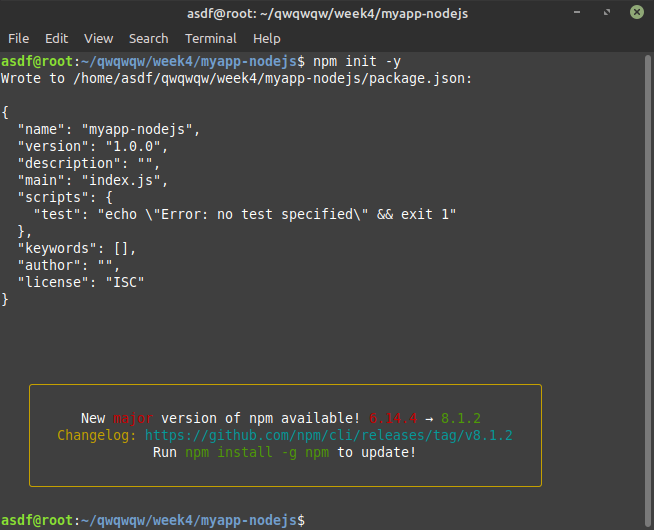 asdf@root: ~/qwqwqw/week4/myapp-nodejs
File Edit View Search Terminal Help
asdf@root:~/qwqwqw/week4/myapp-nodejs$ npm init -y
Wrote to /home/asdf/qwqwqw/week4/myapp-nodejs/package.json:
{
  "name": "myapp-nodejs",
  "version": "1.0.0",
  "description": "",
  "main": "index.js",
  "scripts": {
    "test": "echo \"Error: no test specified\" && exit 1"
  },
  "keywords": [],
  "author": "",
  "license": "ISC"
}
New major version of npm available! 6.14.4 → 8.1.2
Changelog: https://github.com/npm/cli/releases/tag/v8.1.2
Run npm install -g npm to update!
asdf@root:~/qwqwqw/week4/myapp-nodejs$